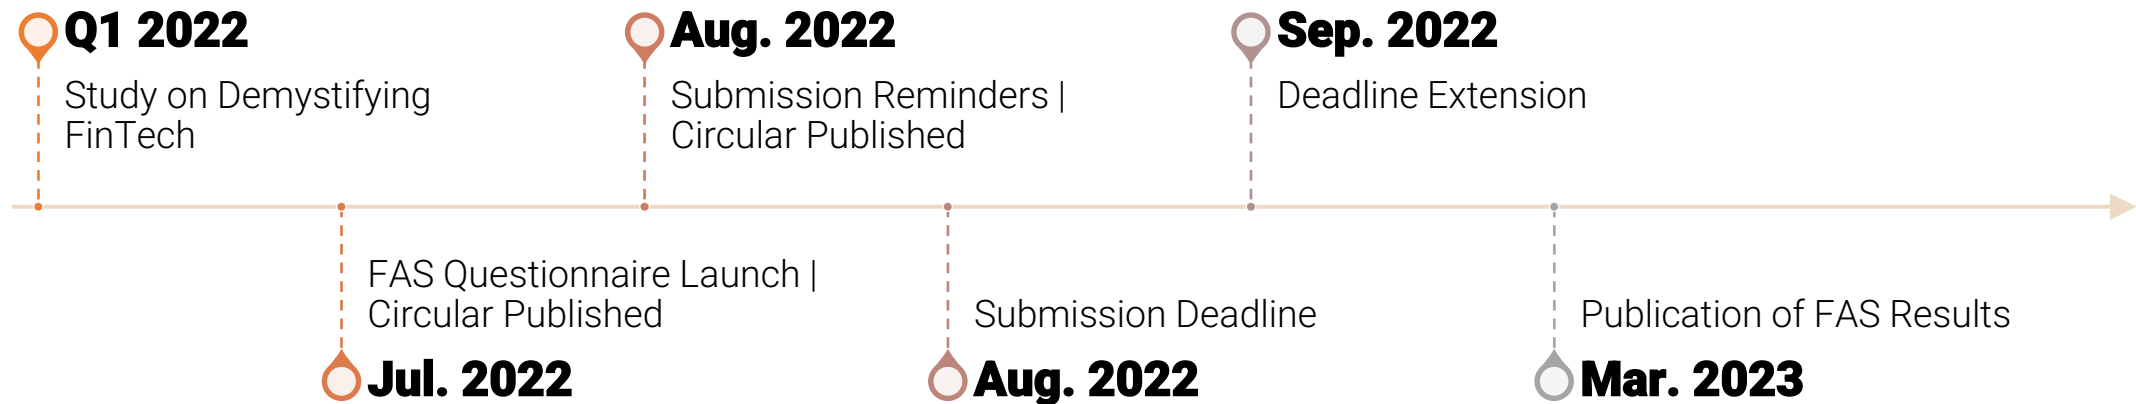 Q1 2022
Study on Demystifying
FinTech
FAS Questionnaire Launch |
Circular Published
Jul. 2022
Aug. 2022
Submission Reminders |
Circular Published
Submission Deadline
Aug. 2022
Sep. 2022
Deadline Extension
Publication of FAS Results
Mar. 2023